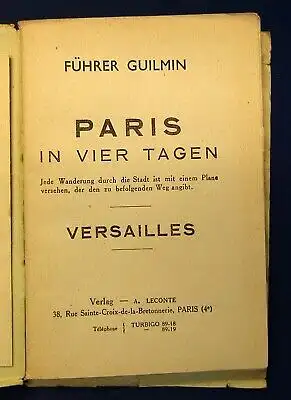 FÜHRER GUILMIN
PARIS
IN VIER TAGEN
Jede Wanderung durch die Stadt ist mit einem Plane
versehen, der den zu befolgenden Weg angibt.
VERSAILLES
Verlag — A. LECONTE
38, Rue Sainte-Croix-de-la-Bretonnerie, PARIS (4e)
Téléphone { TURBIGO 89-18
— 89.19